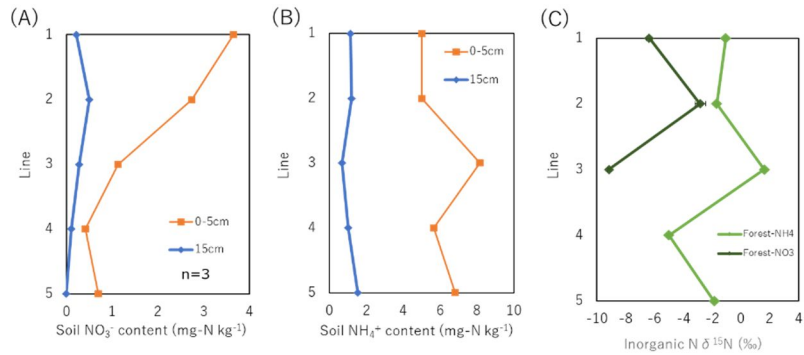 (A)
1
2
3
4
5
Line
0-5cm
15cm
n=3
0 1 2 3 4
Soil NO₃⁻ content (mg-N kg⁻¹)
(B)
1
2
3
4
5
Line
0-5cm
15cm
0 2 4 6 8 10
Soil NH₄⁺ content (mg-N kg⁻¹)
(C)
1
2
3
4
5
Line
Forest-NH4
Forest-NO3
-10 -8 -6 -4 -2 0 2 4
Inorganic N δ ¹⁵N (‰)